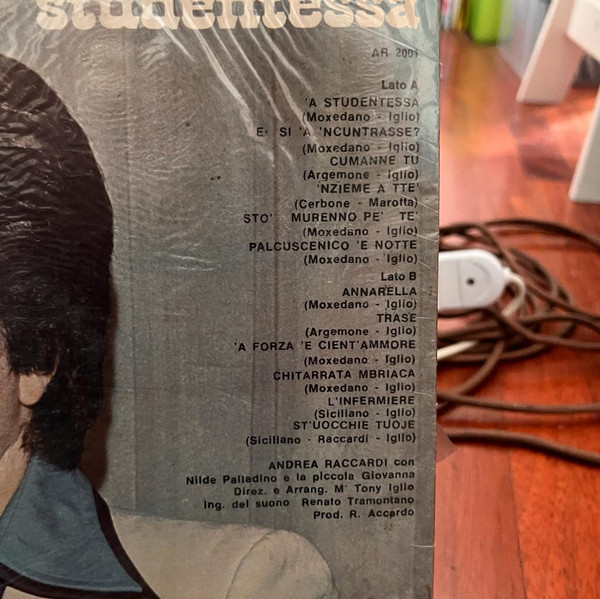 studentessa
AR 2001
Lato A
'A STUDENTESSA
(Moxedano - Iglio)
E' SI 'A 'NCUNTRASSE?
(Moxedano - Iglio)
CUMANNE TU
(Argemone - Iglio)
'NZIEME A TTE'
(Cerbone - Marotta)
STO' MURENNO PE' TE'
(Moxedano - Iglio)
PALCUSCENICO 'E NOTTE
(Moxedano - Iglio)
Lato B
ANNARELLA
(Moxedano - Iglio)
TRASE
(Argemone - Iglio)
'A FORZA 'E CIENT'AMMORE
(Moxedano - Iglio)
CHITARRATA MBRIACA
(Moxedano - Iglio)
L'INFERMIERE
(Siciliano - Iglio)
ST'UOCCHIE TUOJE
(Siciliano - Raccardi - Iglio)
ANDREA RACCARDI con
Nilde Palladino e la piccola Giovanna
Direz. e Arrang. M° Tony Iglio
Ing. del suono Renato Tramontano
Prod. R. Accardo